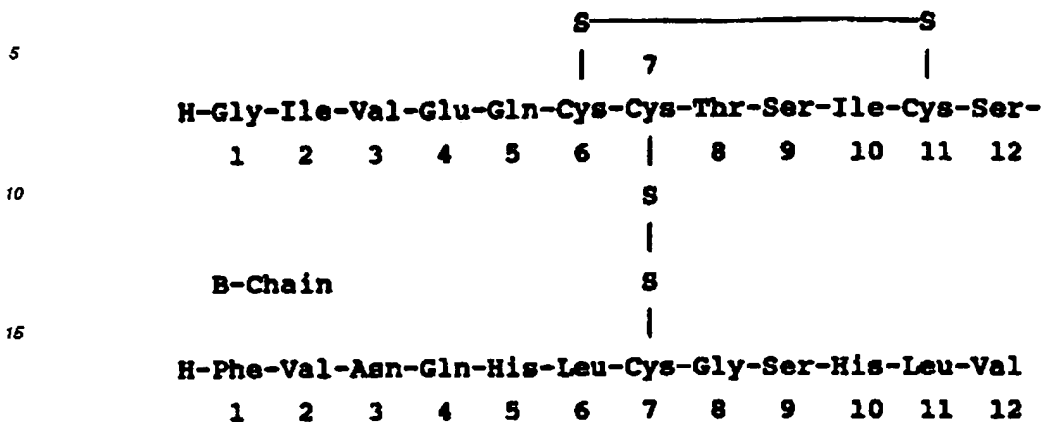 S S
5
7
H-Gly-Ile-Val-Glu-Gln-Cys-Cys-Thr-Ser-Ile-Cys-Ser-
1 2 3 4 5 6 8 9 10 11 12
10
S
B-Chain
S
15
H-Phe-Val-Asn-Gln-His-Leu-Cys-Gly-Ser-His-Leu-Val
1 2 3 4 5 6 7 8 9 10 11 12